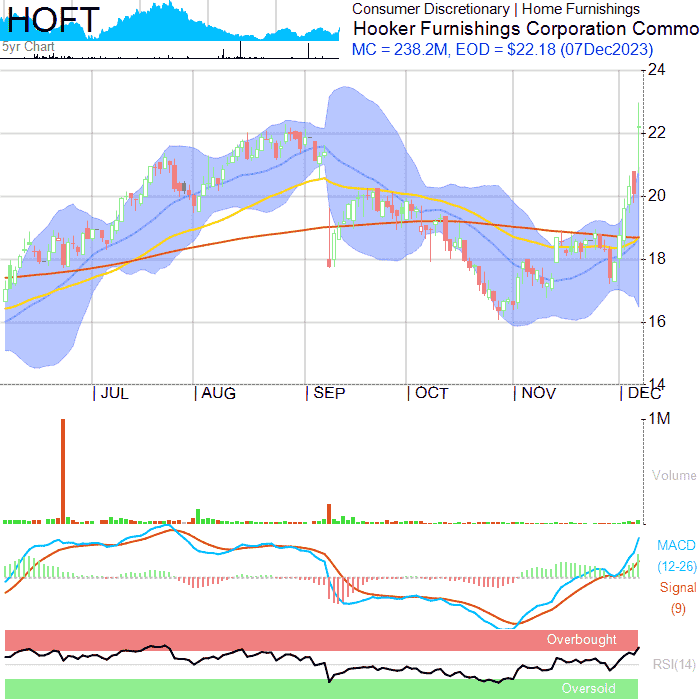 HOFT
5yr Chart
Consumer Discretionary | Home Furnishings
Hooker Furnishings Corporation Commo
MC = 238.2M, EOD = $22.18 (07Dec2023)
24
22
20
18
16
14
JUL AUG SEP OCT NOV DEC
1M
Volume
MACD
(12-26)
Signal
(9)
Overbought
RSI(14)
Oversold